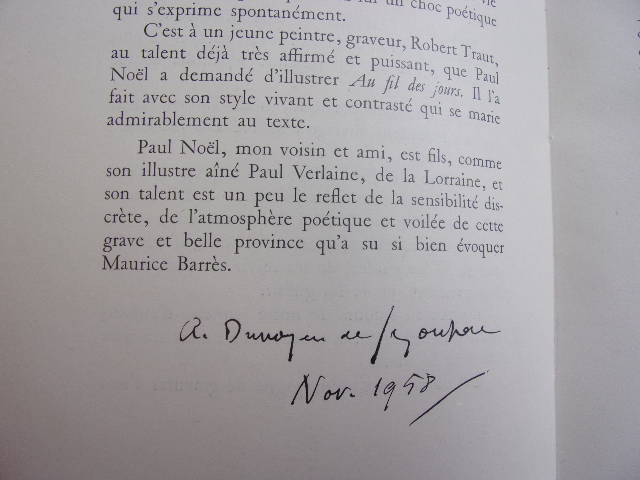 un choc poétique
qui s'exprime spontanément.
C'est à un jeune peintre, graveur, Robert Traut,
au talent déjà très affirmé et puissant, que Paul
Noël a demandé d'illustrer Au fil des jours. Il l'a
fait avec son style vivant et contrasté qui se marie
admirablement au texte.
Paul Noël, mon voisin et ami, est fils, comme
son illustre aîné Paul Verlaine, de la Lorraine, et
son talent est un peu le reflet de la sensibilité dis-
crète, de l'atmosphère poétique et voilée de cette
grave et belle province qu'a su si bien évoquer
Maurice Barrès.
A. Dunoyer de Segonzac
Nov. 1958